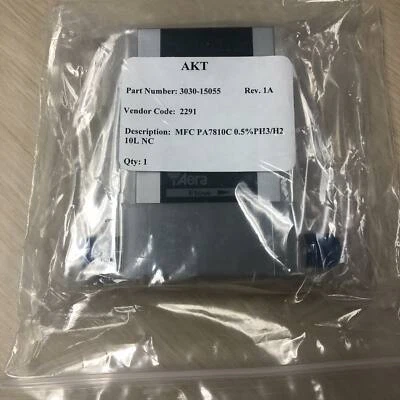 AKT
Part Number: 3030-15055 Rev. 1A
Vendor Code: 2291
Description: MFC PA7810C 0.5%PH3/H2
10L NC
Qty: 1
Aera
Flow